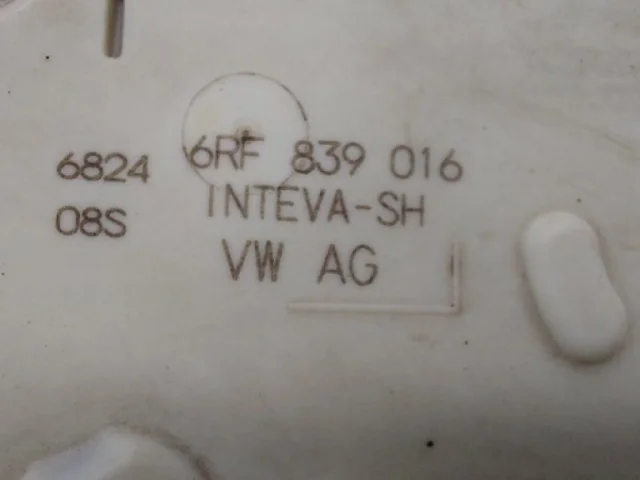 6824 6RF 839 016
08S INTEVA-SH
VW AG